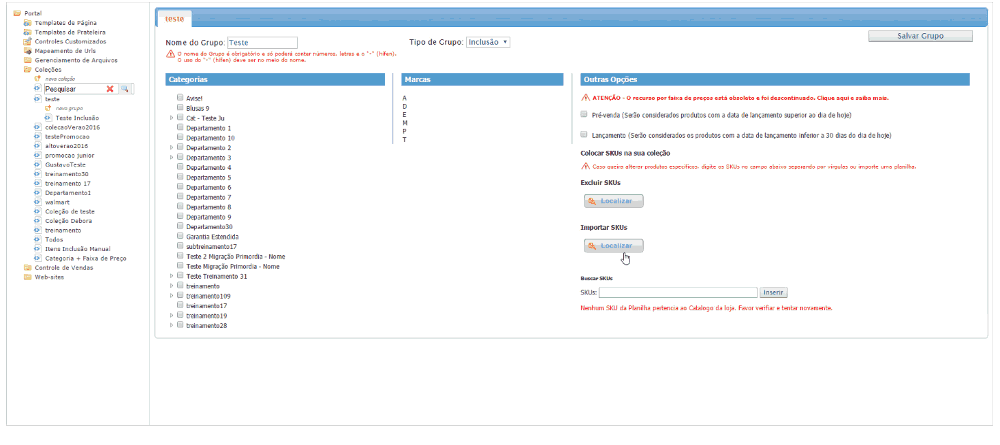 Portal
Templates de Página
Templates de Prateleira
Controles Customizados
Mapeamento de Urls
Gerenciamento de Arquivos
Coleções
nova coleção
Pesquisar
teste
novo grupo
Teste Inclusão
colecaoVerao2016
testePromocao
altoverao2016
promocao junior
GustavoTeste
treinamento30
treinamento 17
Departamento1
walmart
Coleção de teste
Coleção Debora
treinamento
Todos
Itens Inclusão Manual
Categoria + Faixa de Preço
Controle de Vendas
Web-sites
teste
Nome do Grupo: Teste
Tipo de Grupo: Inclusão
Salvar Grupo
O nome do Grupo é obrigatório e só poderá conter números, letras e o "-" (hífen).
O uso do "-" (hífen) deve ser no meio do nome.
Categorias
Avise!
Blusas 9
Cat - Teste Ju
Departamento 1
Departamento 10
Departamento 2
Departamento 3
Departamento 4
Departamento 5
Departamento 6
Departamento 7
Departamento 8
Departamento 9
Departamento30
Garantia Estendida
subtreinamento17
Teste 2 Migração Primordia - Nome
Teste Migração Primordia - Nome
Teste Treinamento 31
treinamento
treinamento109
treinamento17
treinamento19
treinamento28
Marcas
A
D
E
M
P
T
Outras Opções
ATENÇÃO - O recurso por faixa de preços está obsoleto e foi descontinuado. Clique aqui e saiba mais.
Pré-venda (Serão considerados produtos com a data de lançamento superior ao dia de hoje)
Lançamento (Serão considerados os produtos com a data de lançamento inferior a 30 dias do dia de hoje)
Colocar SKUs na sua coleção
Caso queira alterar produtos específicos, digite os SKUs no campo abaixo separando por vírgulas ou importe uma planilha.
Excluir SKUs
Localizar
Importar SKUs
Localizar
Buscar SKUs
SKUs:
Inserir
Nenhum SKU da Planilha pertencia ao Catalogo da loja. Favor verifier e tentar novamente.